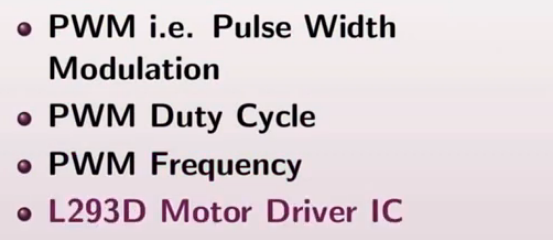 PWM i.e. Pulse Width
Modulation
PWM Duty Cycle
PWM Frequency
L293D Motor Driver IC